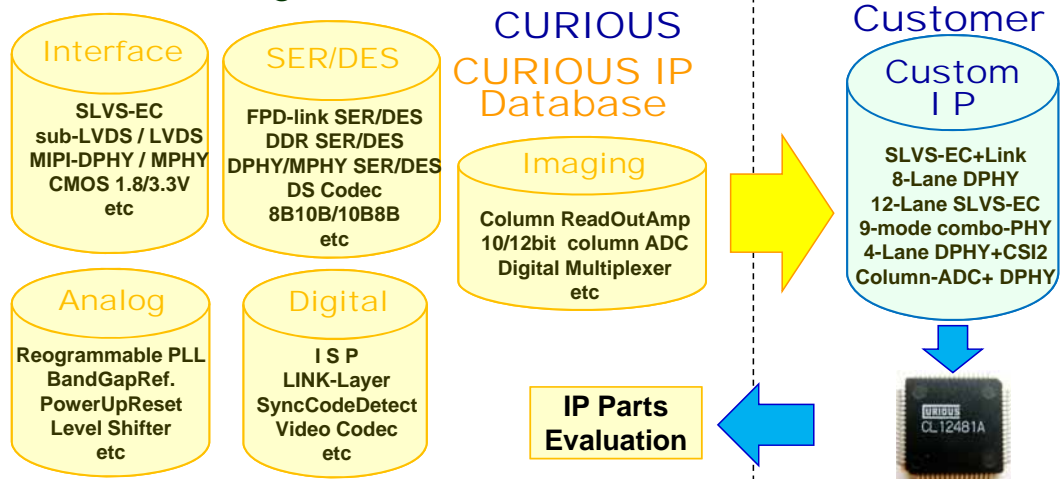 CURIOUS
Customer
CURIOUS IP
Database
Interface
SLVS-EC
sub-LVDS / LVDS
MIPI-DPHY / MPHY
CMOS 1.8/3.3V
etc
SER/DES
FPD-link SER/DES
DDR SER/DES
DPHY/MPHY SER/DES
DS Codec
8B10B/10B8B
etc
Imaging
Column ReadOutAmp
10/12bit column ADC
Digital Multiplexer
etc
Custom
I P
SLVS-EC+Link
8-Lane DPHY
12-Lane SLVS-EC
9-mode combo-PHY
4-Lane DPHY+CSI2
Column-ADC+ DPHY
Analog
Reogrammable PLL
BandGapRef.
PowerUpReset
Level Shifter
etc
Digital
I S P
LINK-Layer
SyncCodeDetect
Video Codec
etc
IP Parts
Evaluation
URIOUS
CL12481A